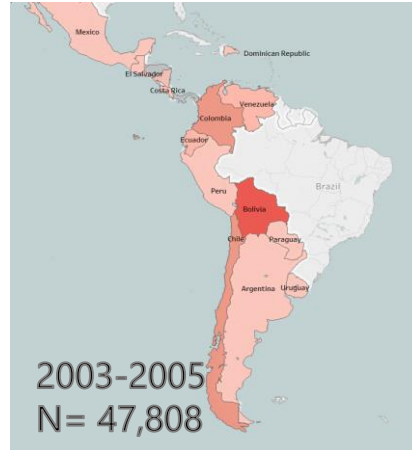 Mexico
Dominican Republic
El Salvador
Costa Rica
Venezuela
Colombia
Ecuador
Peru
Brazil
Bolivia
Chile
Paraguay
Argentina
Uruguay
2003-2005
N= 47,808